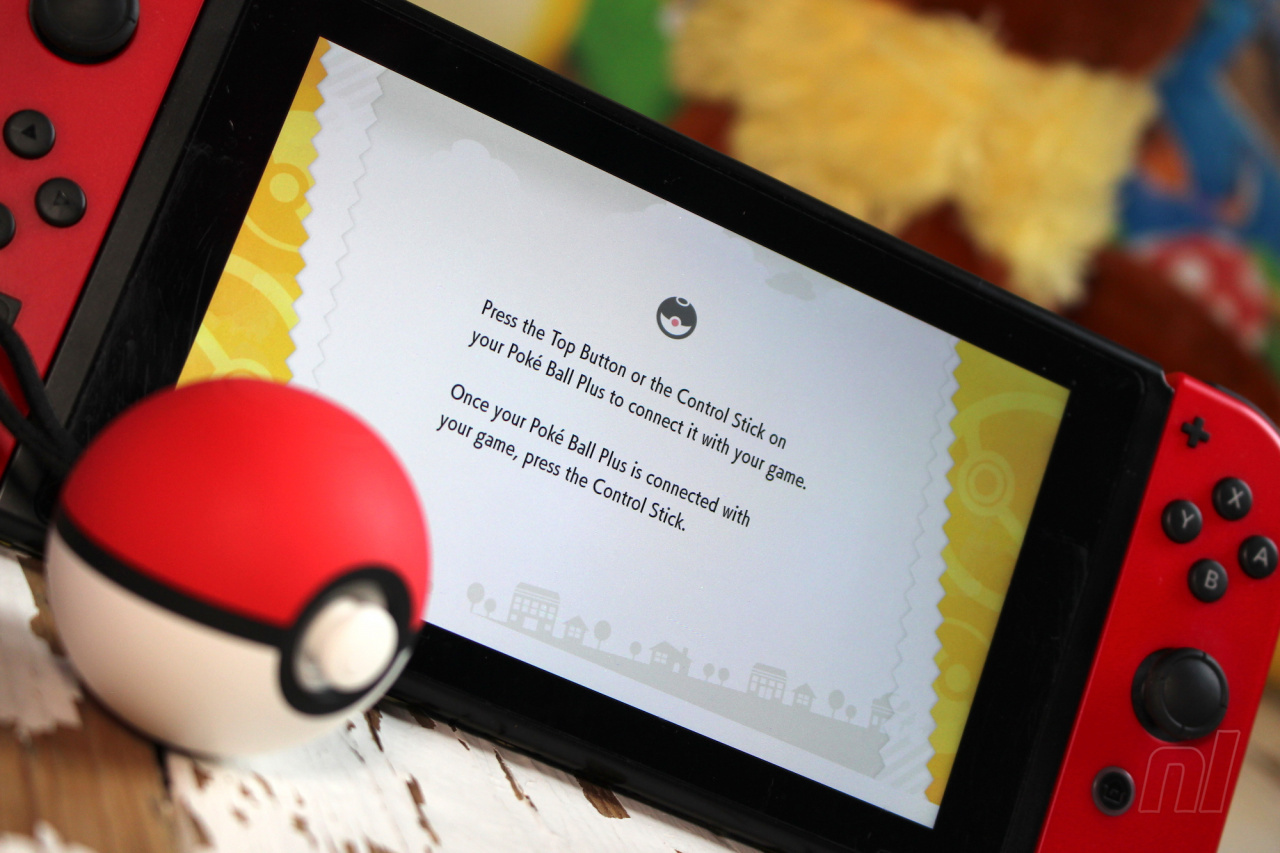 Press the Top Button or the Control Stick on
your Poké Ball Plus to connect it with your game.
Once your Poké Ball Plus is connected with
your game, press the Control Stick.
X
Y
A
B
nl